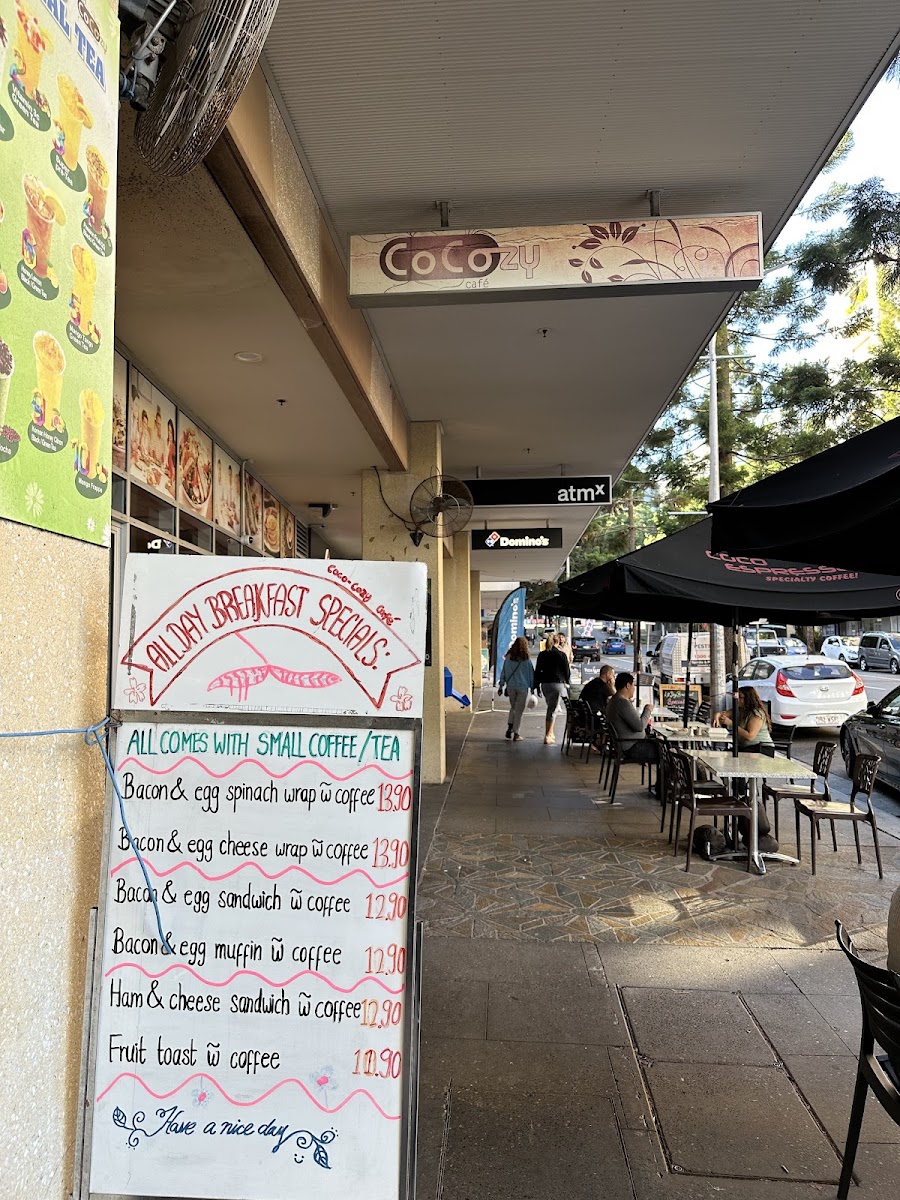 TEA
CoCozy
café
atmx
Domino's
Domino's
COCO
ESPRESSO
SPECIALTY COFFEE!
Coco-Cozy Café
ALLDAY BREAKFAST SPECIALS:
ALL COMES WITH SMALL COFFEE/TEA
Bacon & egg spinach wrap w̃ coffee 13.90
Bacon & egg cheese wrap w̃ coffee 13.90
Bacon & egg sandwich w̃ coffee 12.90
Bacon & egg muffin w̃ coffee 12.90
Ham & cheese sandwich w̃ coffee 12.90
Fruit toast w̃ coffee 11.90
Have a nice day